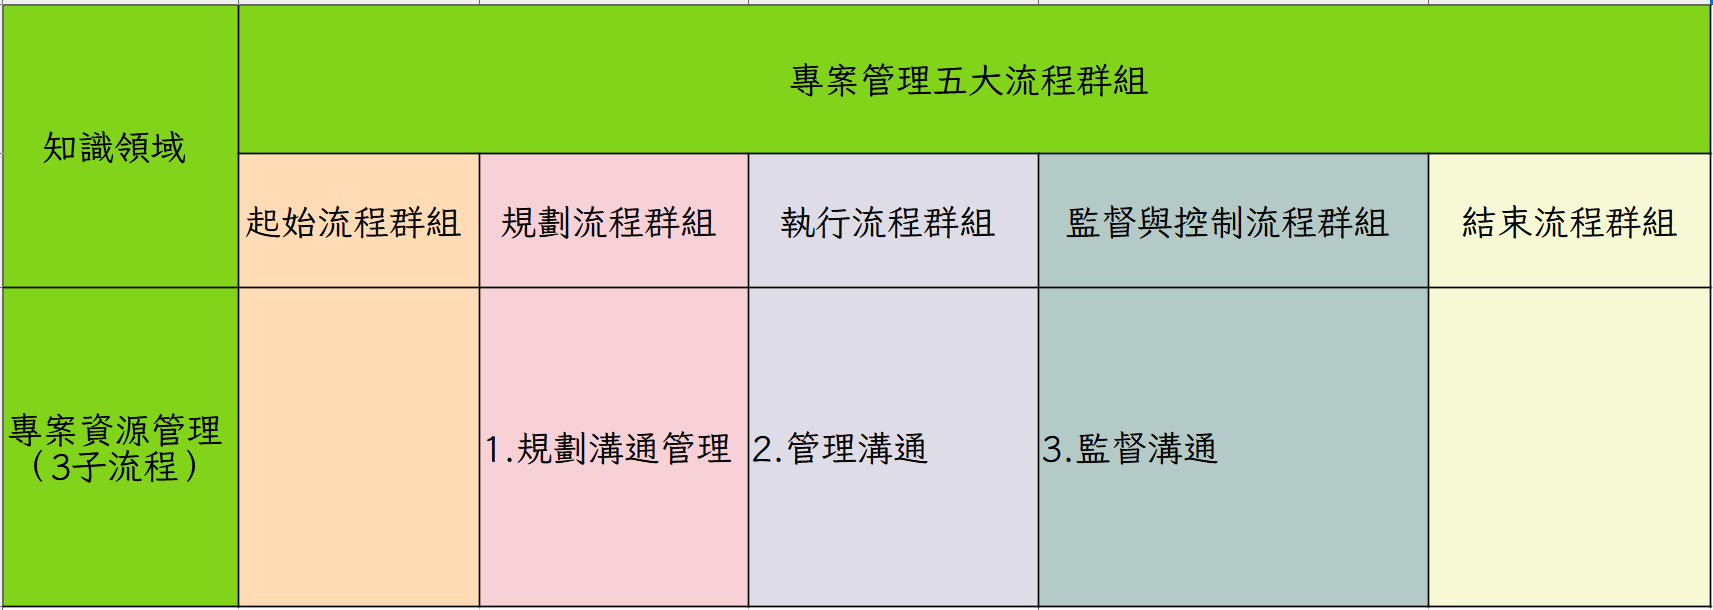 知識領域
專案管理五大流程群組
起始流程群組
規劃流程群組
執行流程群組
監督與控制流程群組
結束流程群組
專案資源管理
（3子流程）
1.規劃溝通管理
2.管理溝通
3.監督溝通